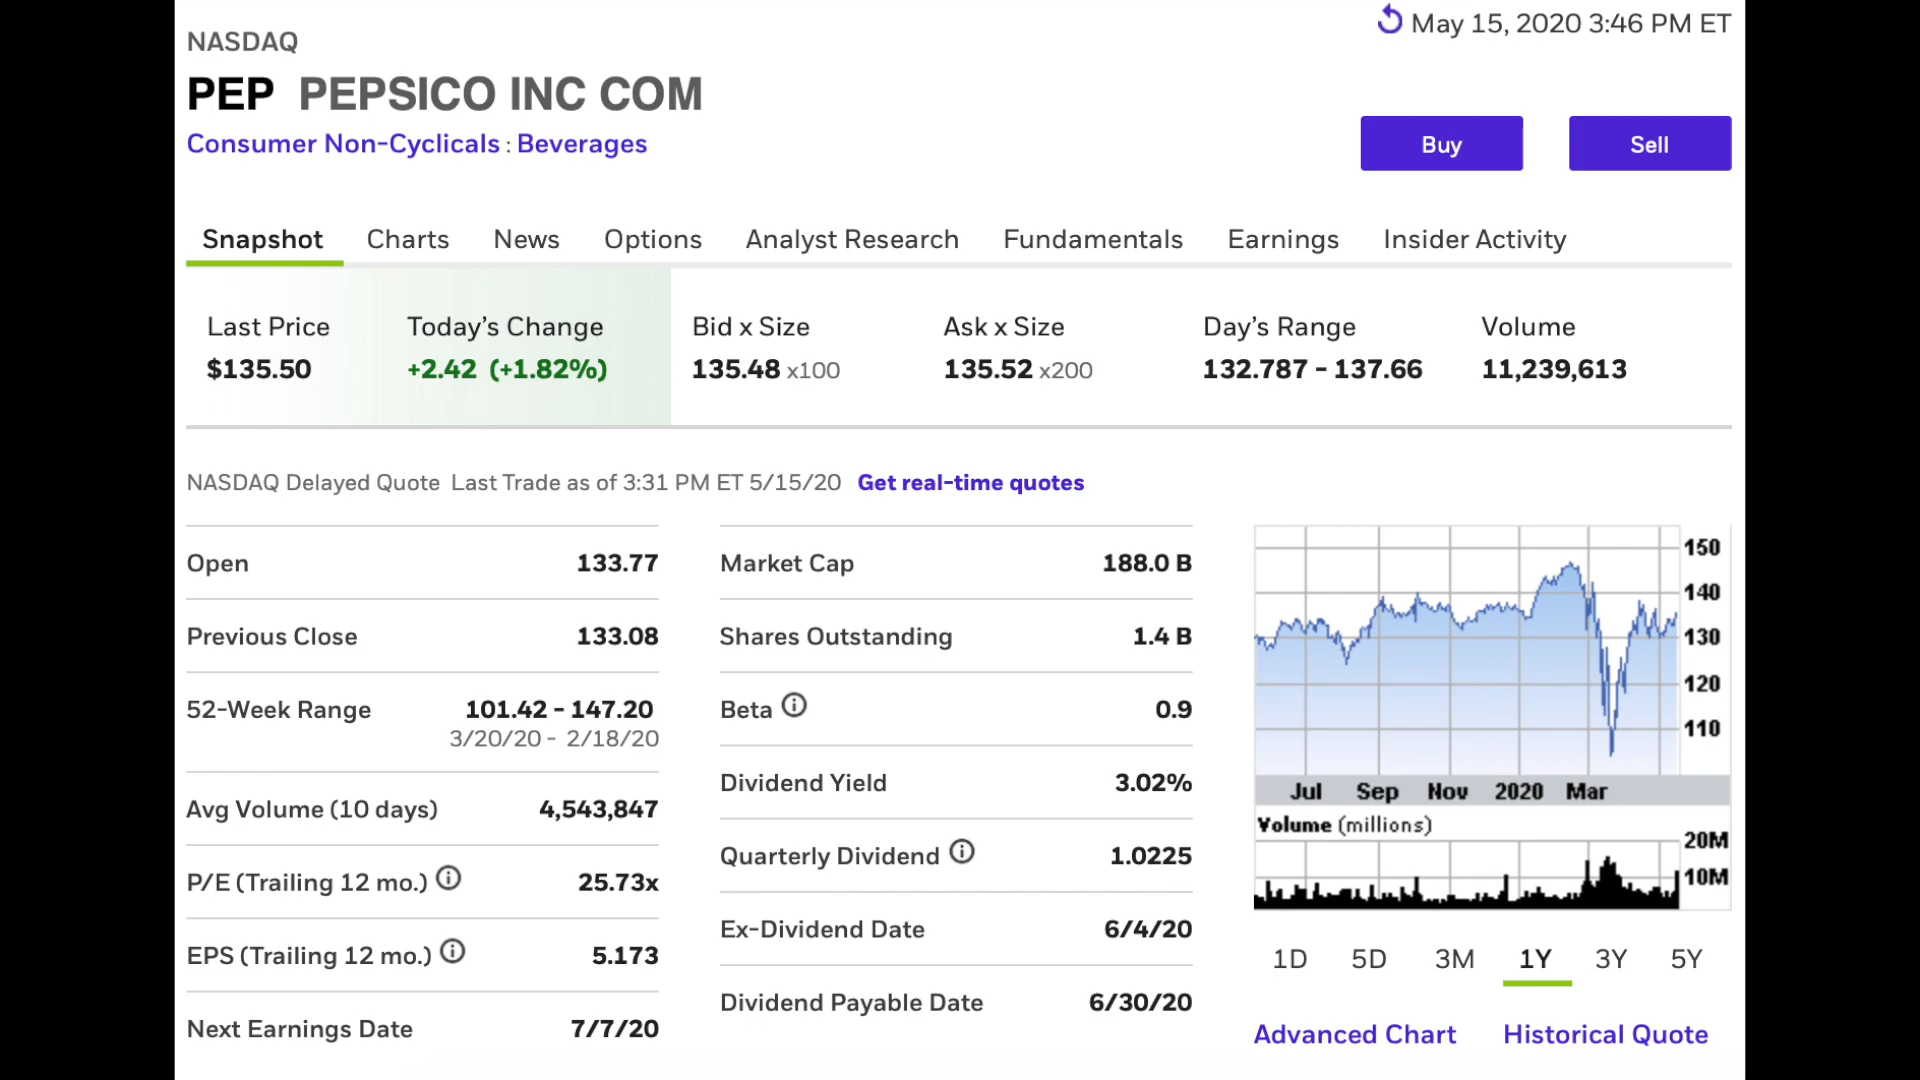 May 15, 2020 3:46 PM ET
NASDAQ
PEP PEPSICO INC COM
Consumer Non-Cyclicals : Beverages
Buy Sell
Snapshot Charts News Options Analyst Research Fundamentals Earnings Insider Activity
Last Price Today's Change Bid x Size Ask x Size Day's Range Volume
$135.50 +2.42 (+1.82%) 135.48 x100 135.52 x200 132.787 - 137.66 11,239,613
NASDAQ Delayed Quote Last Trade as of 3:31 PM ET 5/15/20 Get real-time quotes
Open 133.77
Previous Close 133.08
52-Week Range 101.42 - 147.20
3/20/20 - 2/18/20
Avg Volume (10 days) 4,543,847
P/E (Trailing 12 mo.) 25.73x
EPS (Trailing 12 mo.) 5.173
Next Earnings Date 7/7/20
Market Cap 188.0 B
Shares Outstanding 1.4 B
Beta 0.9
Dividend Yield 3.02%
Quarterly Dividend 1.0225
Ex-Dividend Date 6/4/20
Dividend Payable Date 6/30/20
150
140
130
120
110
Jul Sep Nov 2020 Mar
Volume (millions)
20M
10M
1D 5D 3M 1Y 3Y 5Y
Advanced Chart Historical Quote